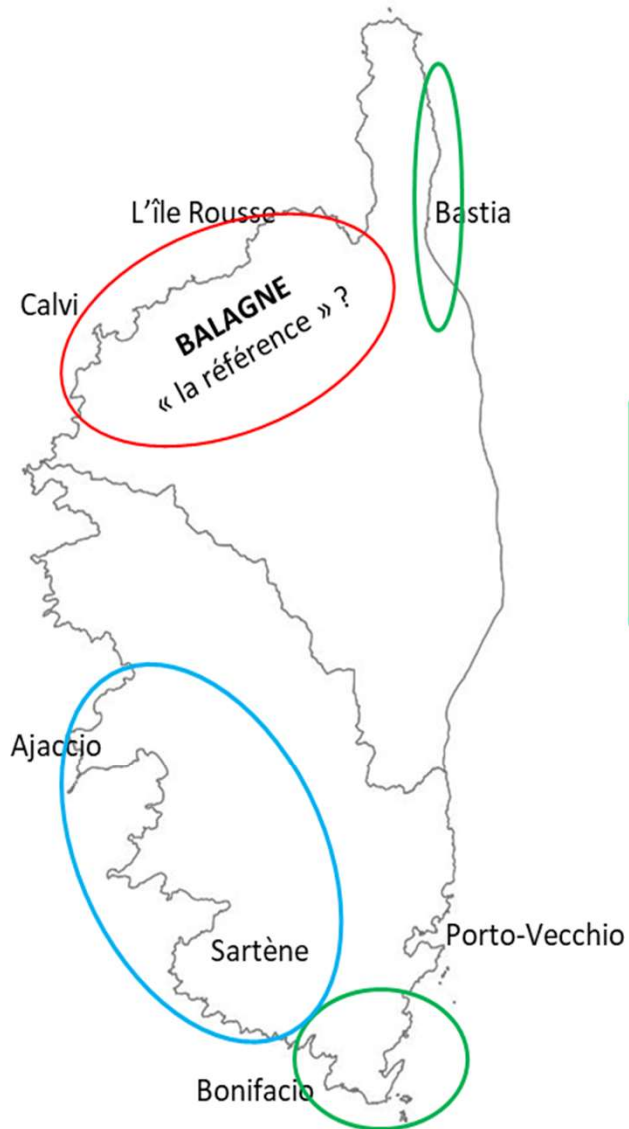 L'île Rousse
Bastia
Calvi
BALAGNE
« la référence » ?
Ajaccio
Porto-Vecchio
Sartène
Bonifacio